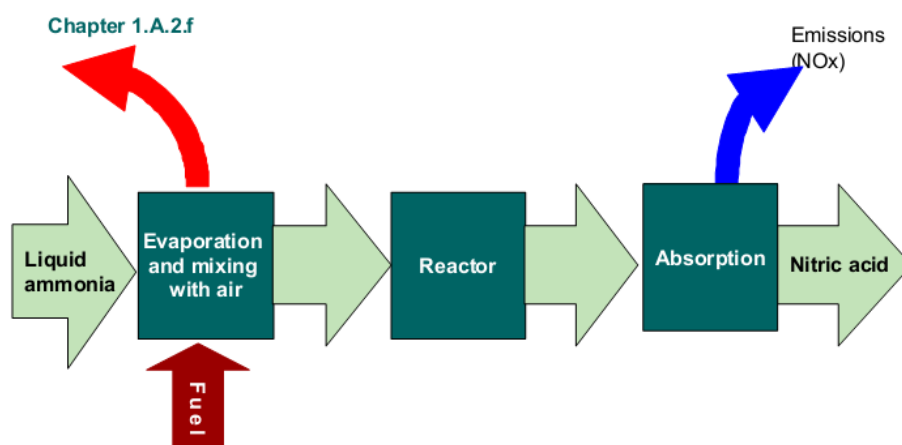 Chapter 1.A.2.f
Emissions
(NOx)
Liquid
ammonia
Evaporation
and mixing
with air
Reactor
Absorption
Nitric acid
Fuel